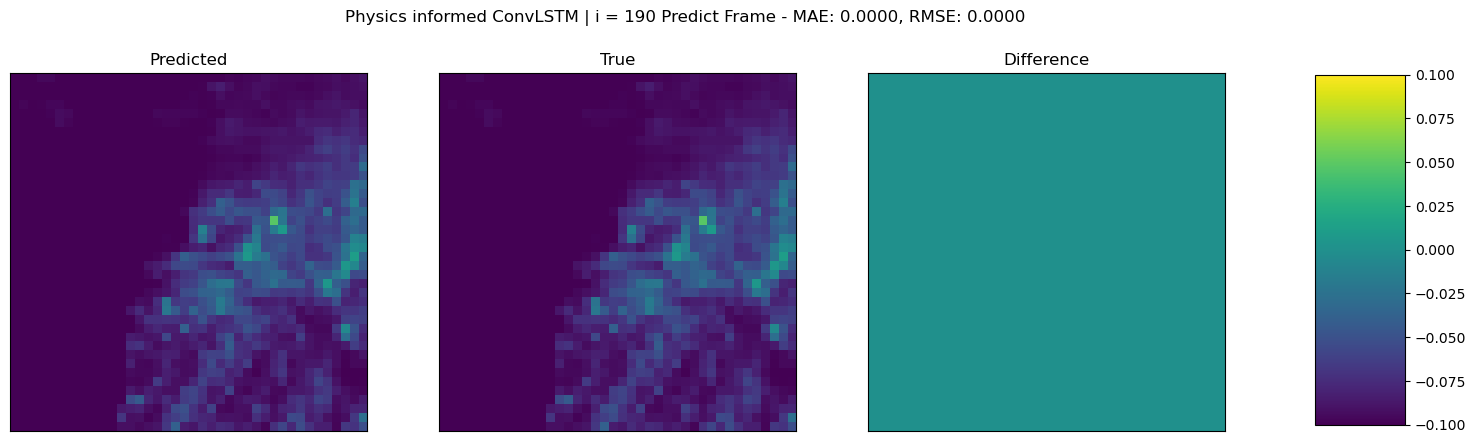 Physics informed ConvLSTM | i = 190 Predict Frame - MAE: 0.0000, RMSE: 0.0000
Predicted
True
Difference
0.100
0.075
0.050
0.025
0.000
−0.025
−0.050
−0.075
−0.100